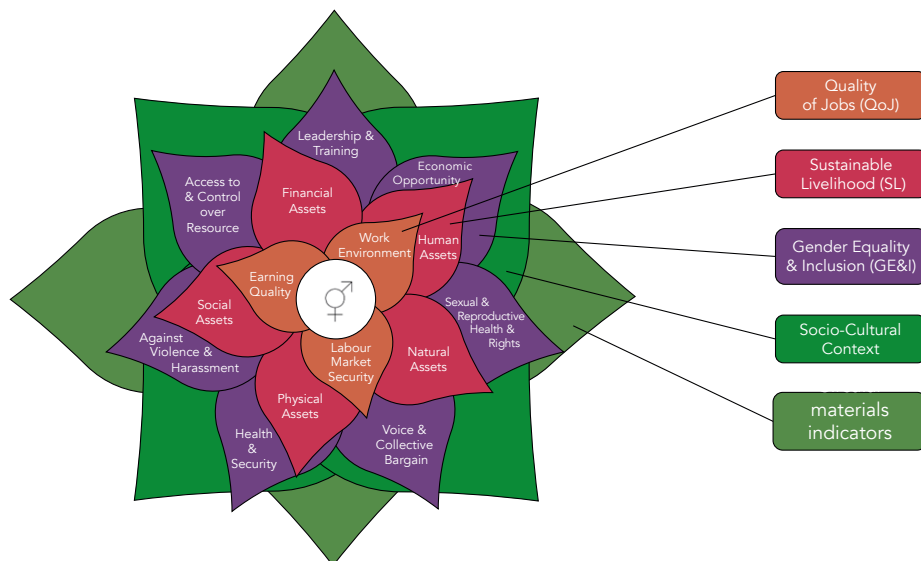 Leadership &
Training
Economic
Opportunity
Access to
& Control
over
Resource
Financial
Assets
Work
Environment
Human
Assets
Earning
Quality
Social
Assets
Sexual &
Reproductive
Health &
Rights
Against
Violence &
Harassment
Labour
Market
Security
Natural
Assets
Physical
Assets
Health
&
Security
Voice &
Collective
Bargain
Quality
of Jobs (QoJ)
Sustainable
Livelihood (SL)
Gender Equality
& Inclusion (GE&I)
Socio-Cultural
Context
materials
indicators